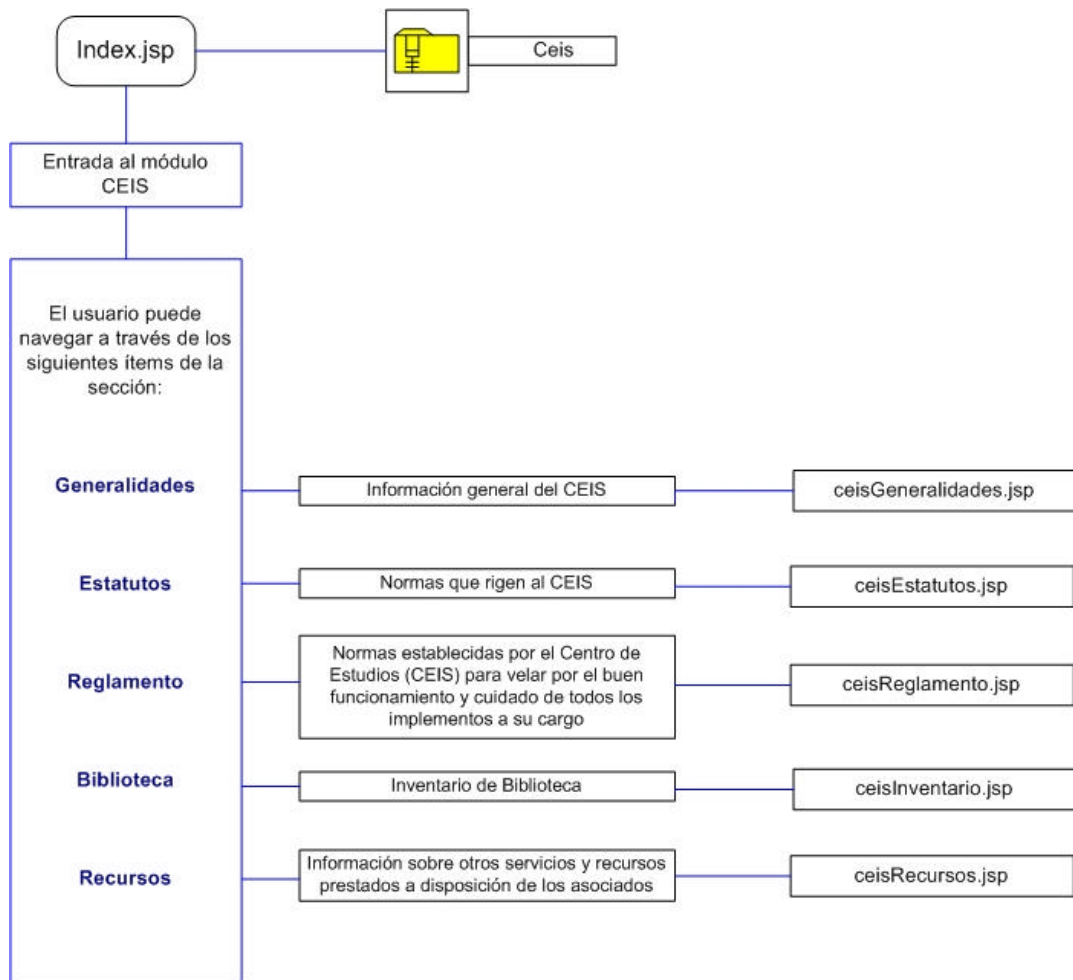 Index.jsp
Ceis
Entrada al módulo
CEIS
El usuario puede
navegar a través de los
siguientes ítems de la
sección:
Generalidades
Información general del CEIS
ceisGeneralidades.jsp
Estatutos
Normas que rigen al CEIS
ceisEstatutos.jsp
Reglamento
Normas establecidas por el Centro de
Estudios (CEIS) para velar por el buen
funcionamiento y cuidado de todos los
implementos a su cargo
ceisReglamento.jsp
Biblioteca
Inventario de Biblioteca
ceisInventario.jsp
Recursos
Información sobre otros servicios y recursos
prestados a disposición de los asociados
ceisRecursos.jsp